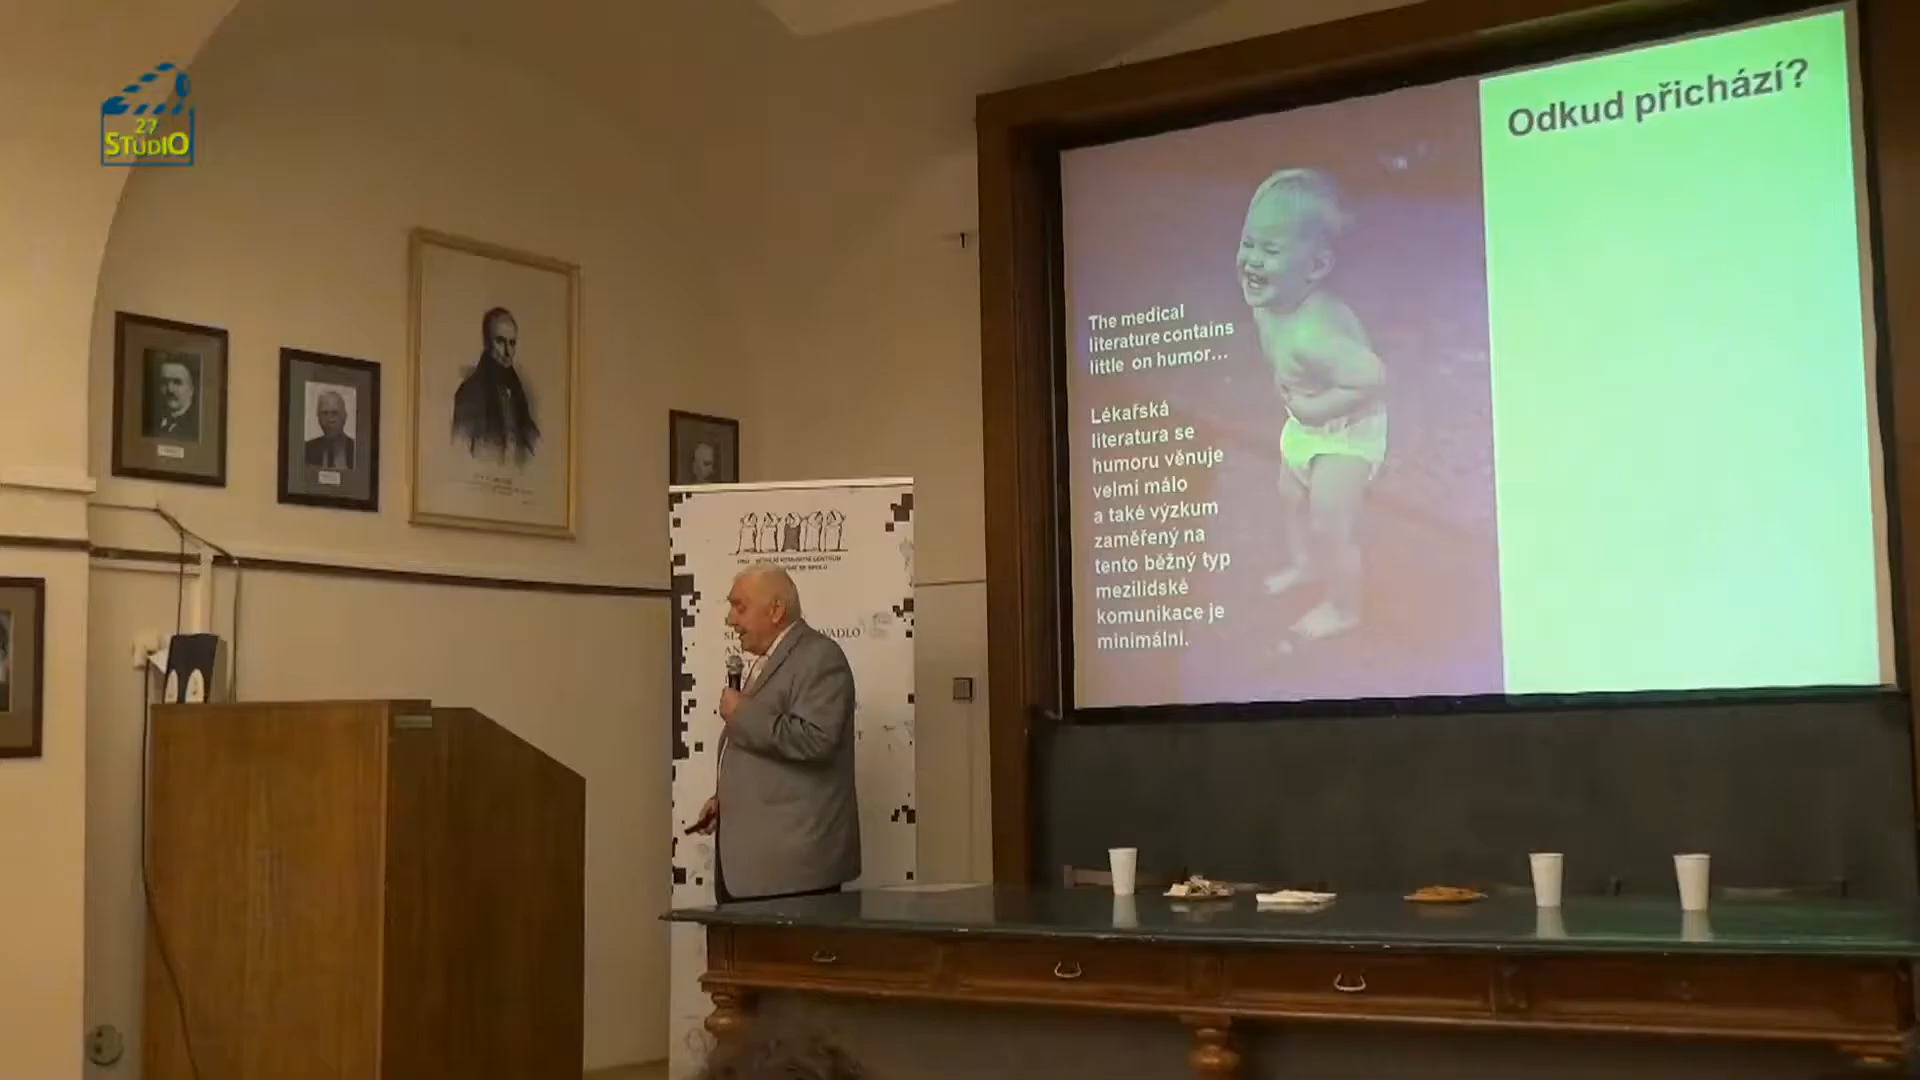 27
STUDIO
Odkud přichází?
The medical
literature contains
little on humor...
Lékařská
literatura se
humoru věnuje
velmi málo
a také výzkum
zaměřený na
tento běžný typ
mezilidské
komunikace je
minimální.